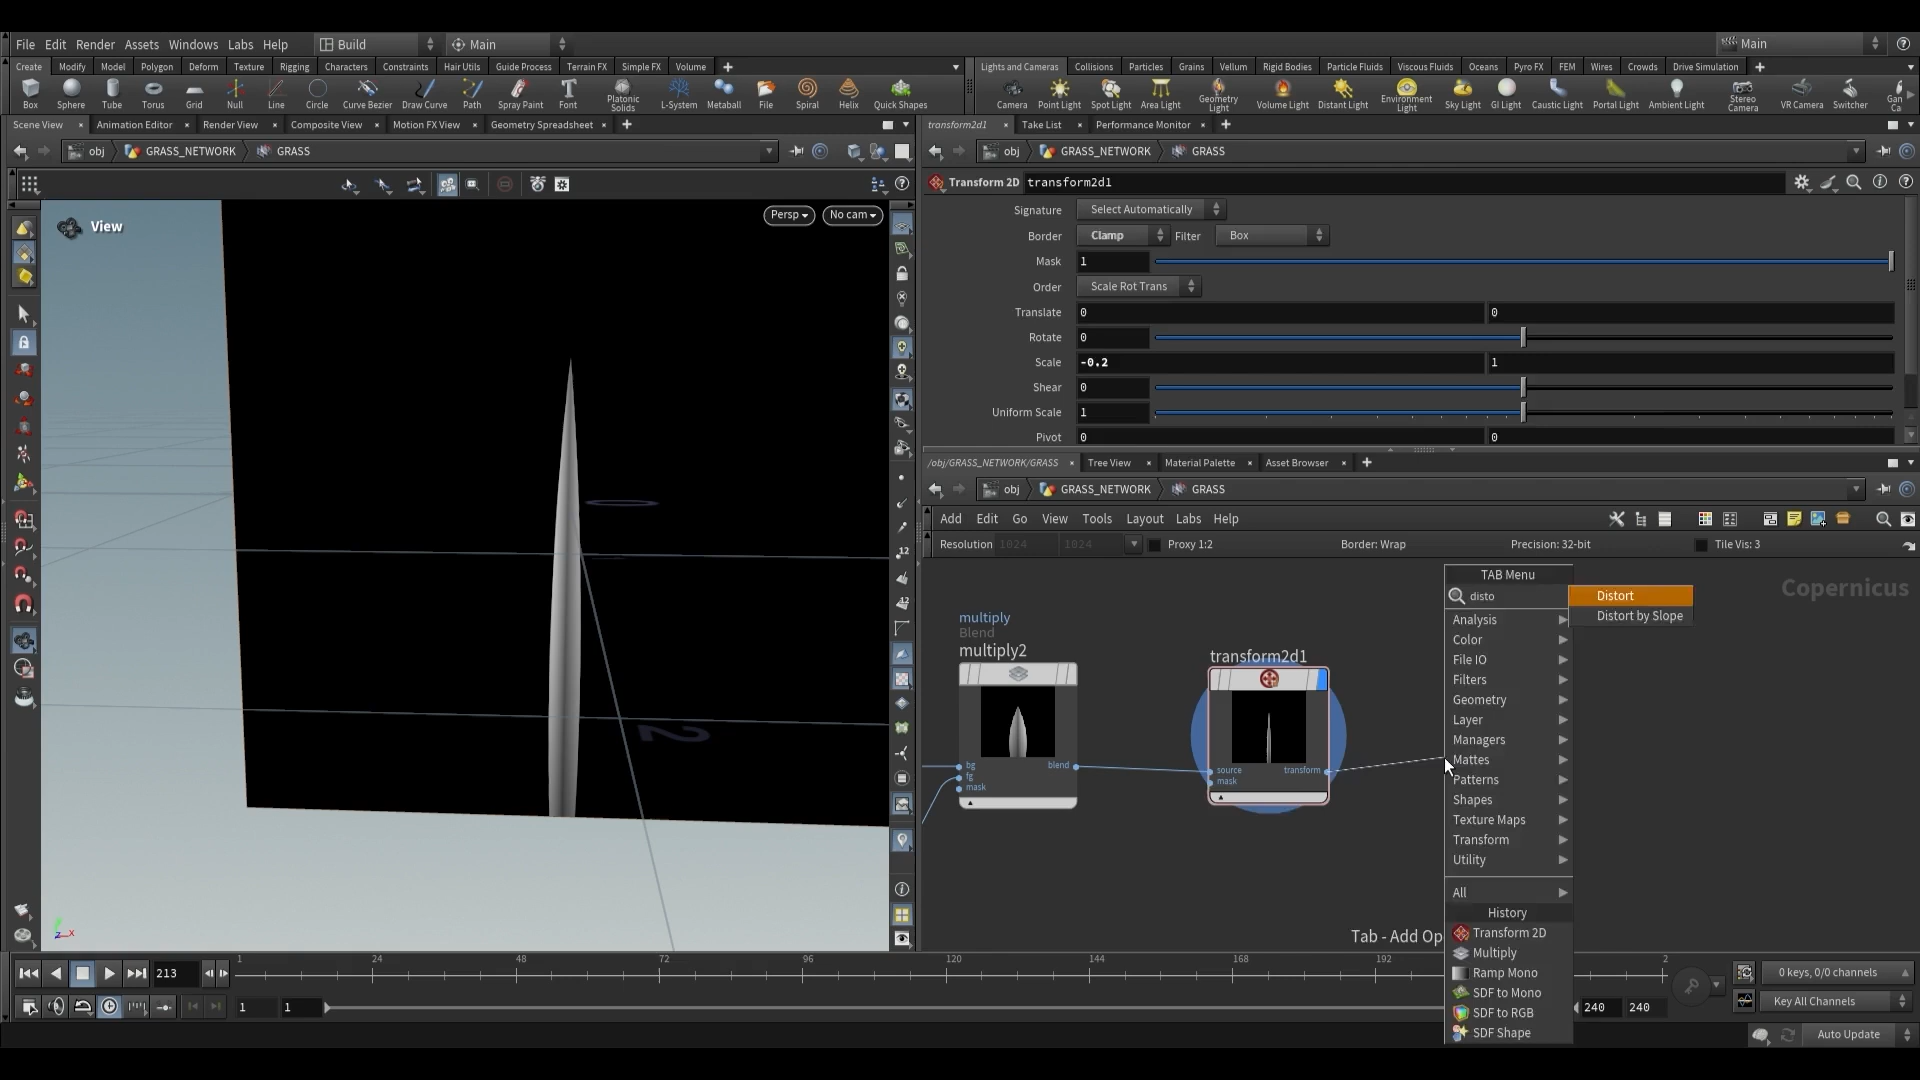 File Edit Render Assets Windows Labs Help Build Main Main
Create Modify Model Polygon Deform Texture Rigging Characters Constraints Hair Utils Guide Process Terrain FX Simple FX Volume
Lights and Cameras Collisions Particles Grains Vellum Rigid Bodies Particle Fluids Viscous Fluids Oceans Pyro FX FEM Wires Crowds Drive Simulation
Box Sphere Tube Torus Grid Null Line Circle Curve Bezier Draw Curve Path Spray Paint Font Platonic Solids L-System Metaball File Spiral Helix Quick Shapes
Camera Point Light Spot Light Area Light Geometry Light Volume Light Distant Light Environment Light Sky Light GI Light Caustic Light Portal Light Ambient Light Stereo Camera VR Camera Switcher Gan Ca
Scene View Animation Editor Render View Composite View Motion FX View Geometry Spreadsheet
transform2d1 Take List Performance Monitor
obj GRASS_NETWORK GRASS
obj GRASS_NETWORK GRASS
Transform 2D transform2d1
Signature Select Automatically
View Persp No cam
Border Clamp Filter Box
Mask 1
Order Scale Rot Trans
Translate 0 0
Rotate 0
Scale -0.2 1
Shear 0
Uniform Scale 1
Pivot 0 0
/obj/GRASS_NETWORK/GRASS Tree View Material Palette Asset Browser
obj GRASS_NETWORK GRASS
Add Edit Go View Tools Layout Labs Help
Resolution 1024 1024 Proxy 1:2 Border: Wrap Precision: 32-bit Tile Vis: 3
Copernicus
multiply
Blend
multiply2
bg
fg
mask
blend
transform2d1
source
mask
transform
TAB Menu
disto
Distort
Distort by Slope
Analysis
Color
File IO
Filters
Geometry
Layer
Managers
Mattes
Patterns
Shapes
Texture Maps
Transform
Utility
All
History
Transform 2D
Multiply
Ramp Mono
SDF to Mono
SDF to RGB
SDF Shape
Tab - Add Op
2
z x
213 1 24 48 72 96 120 144 168 192 2
0 keys, 0/0 channels
1 1 240 240 Key All Channels
Auto Update